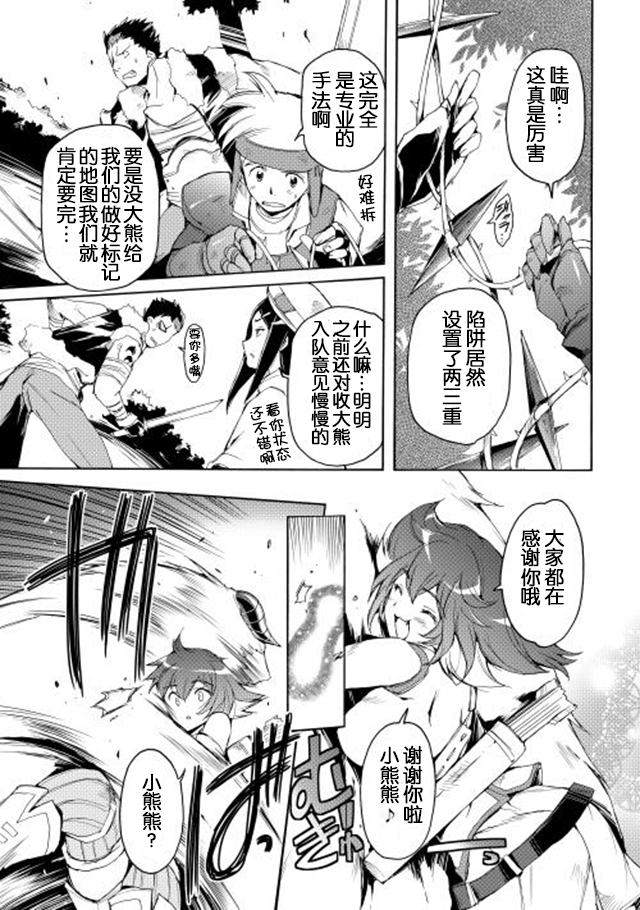 哇啊…
这真是厉害
陷阱居然
设置了两三重
这完全
是专业的
手法啊
好难拆
要是没大熊给
我们的做好标记
的地图我们就
肯定要完…
什么嘛…明明
之前还对收大熊
入队意见慢慢的
看你状态
还不错啊
要你多嘴
大家都在
感谢你哦
谢谢你啦
小熊熊♪
むぎゅ
小熊熊？